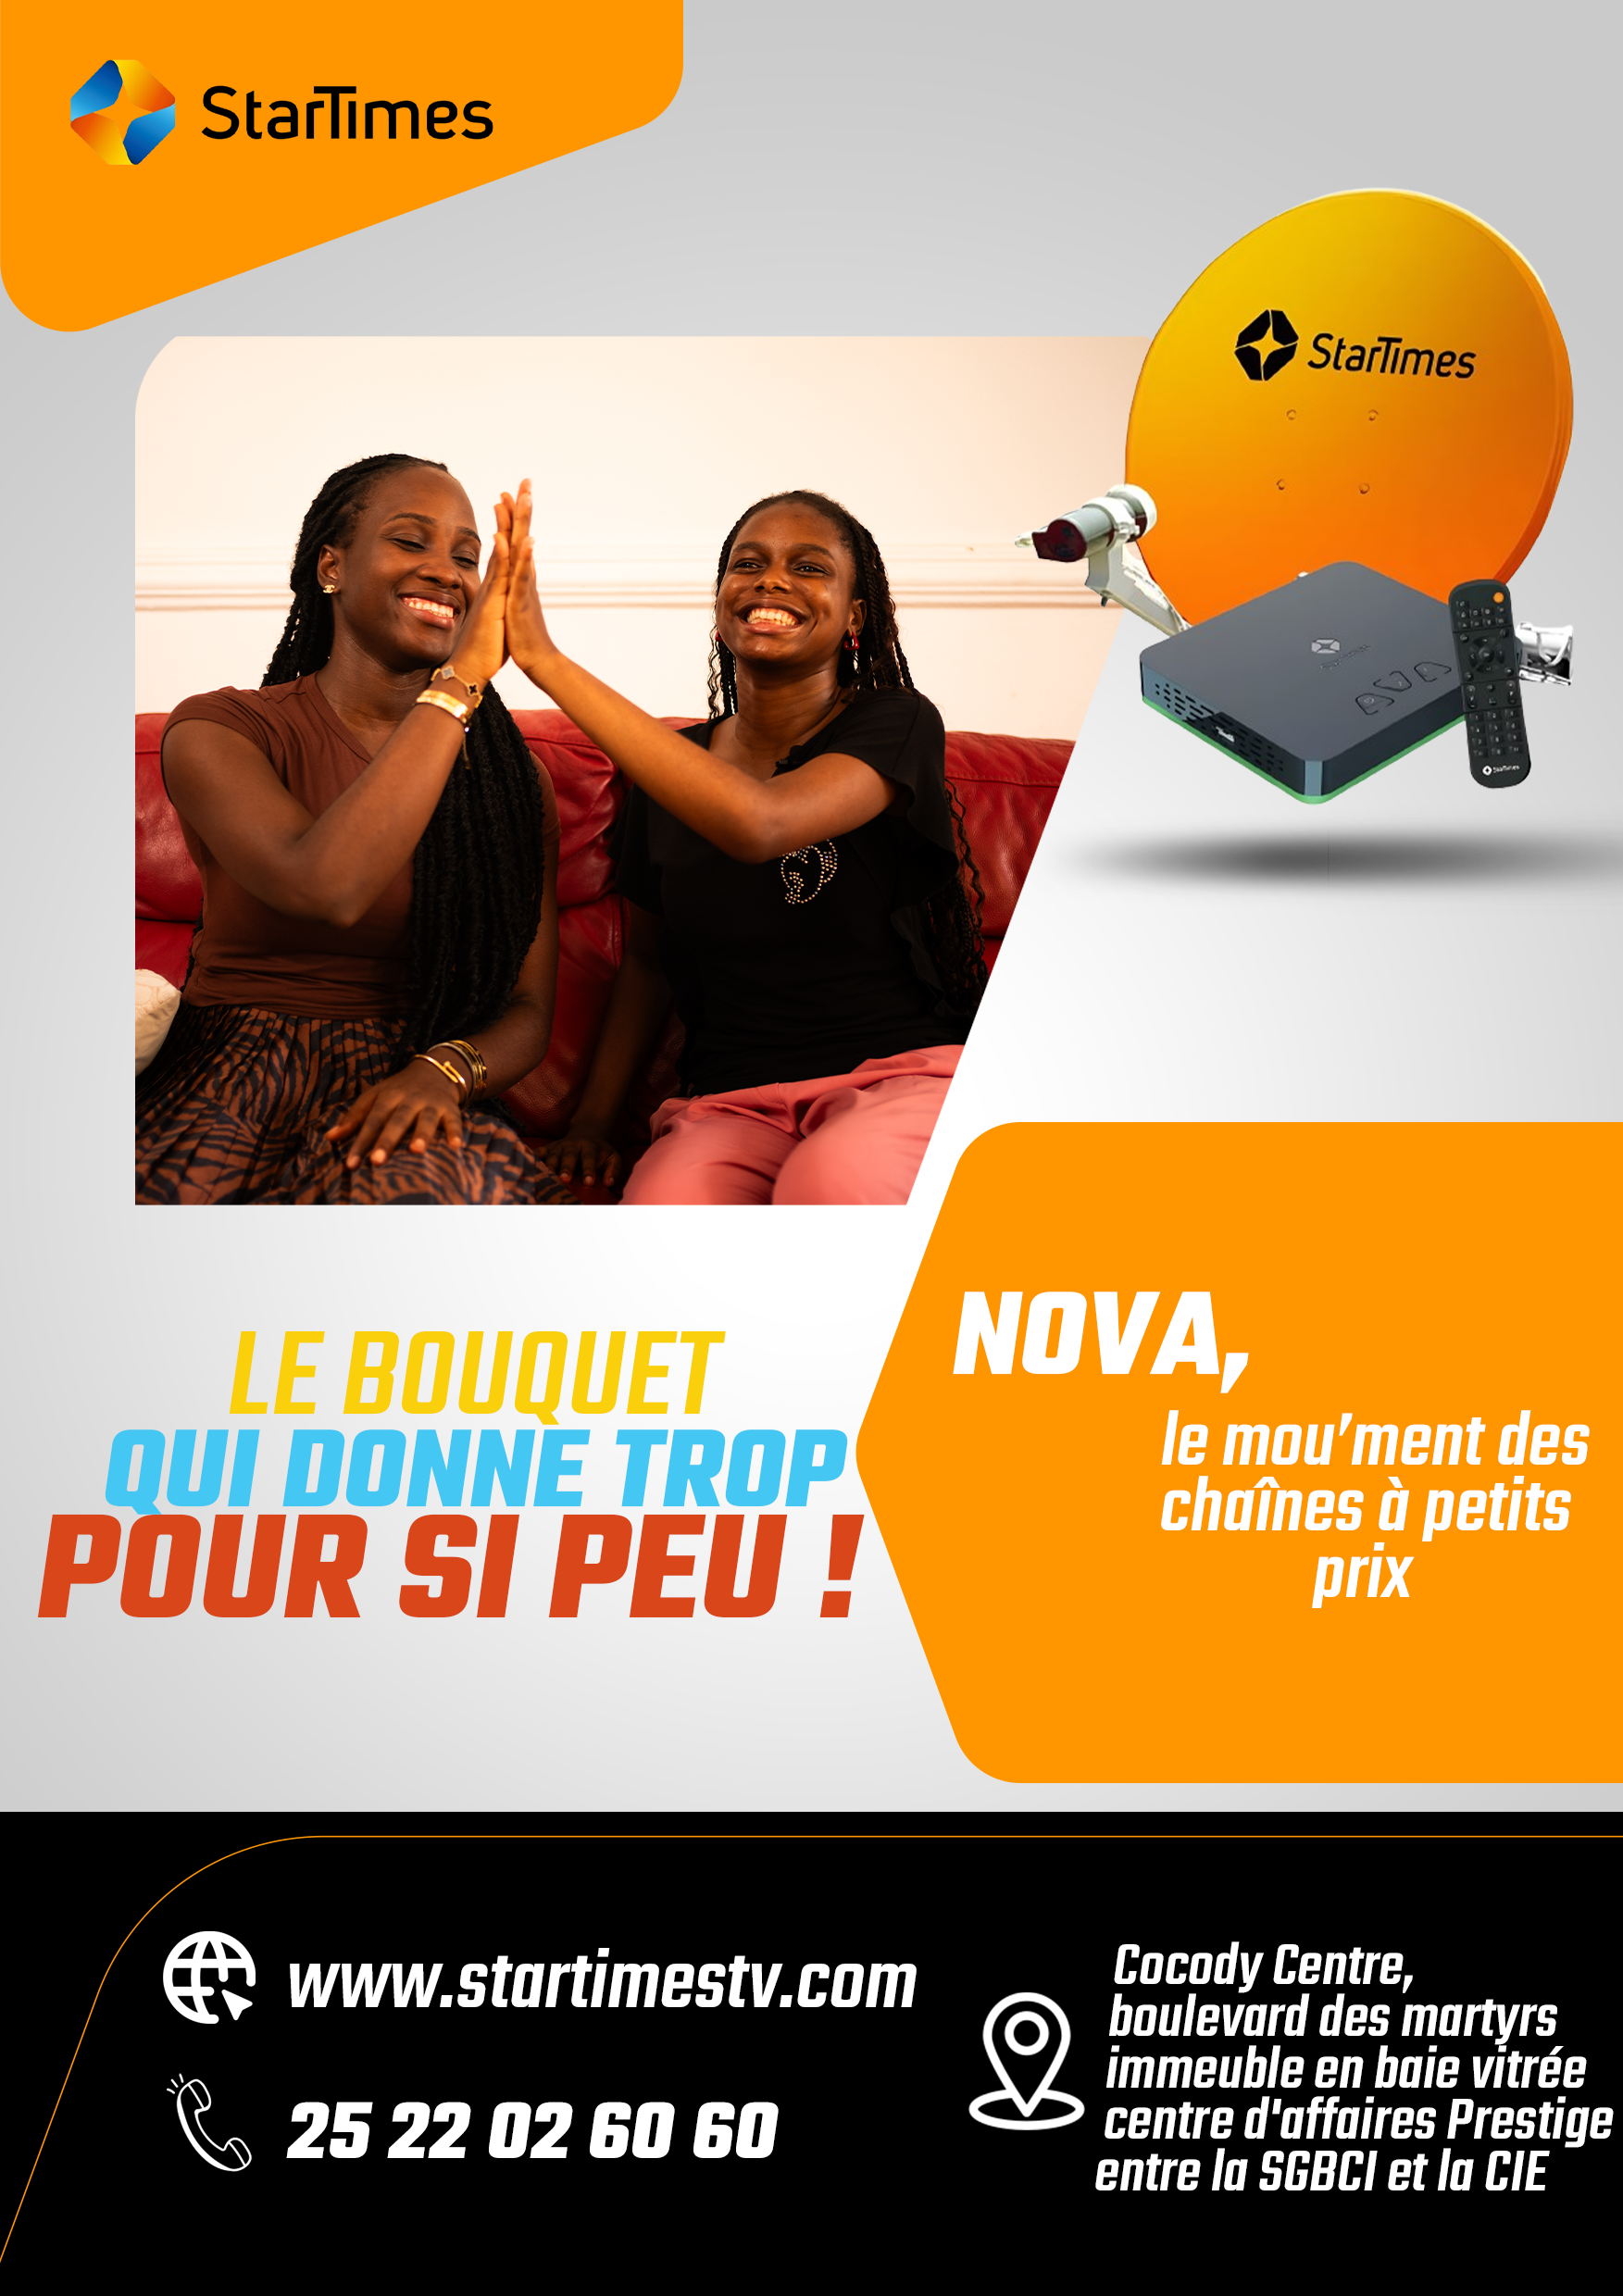 StarTimes
StarTimes
StarTimes
LE BOUQUET
QUI DONNE TROP
POUR SI PEU !
NOVA,
le mou’ment des
chaînes à petits
prix
www.startimestv.com
25 22 02 60 60
Cocody Centre,
boulevard des martyrs
immeuble en baie vitrée
centre d'affaires Prestige
entre la SGBCI et la CIE